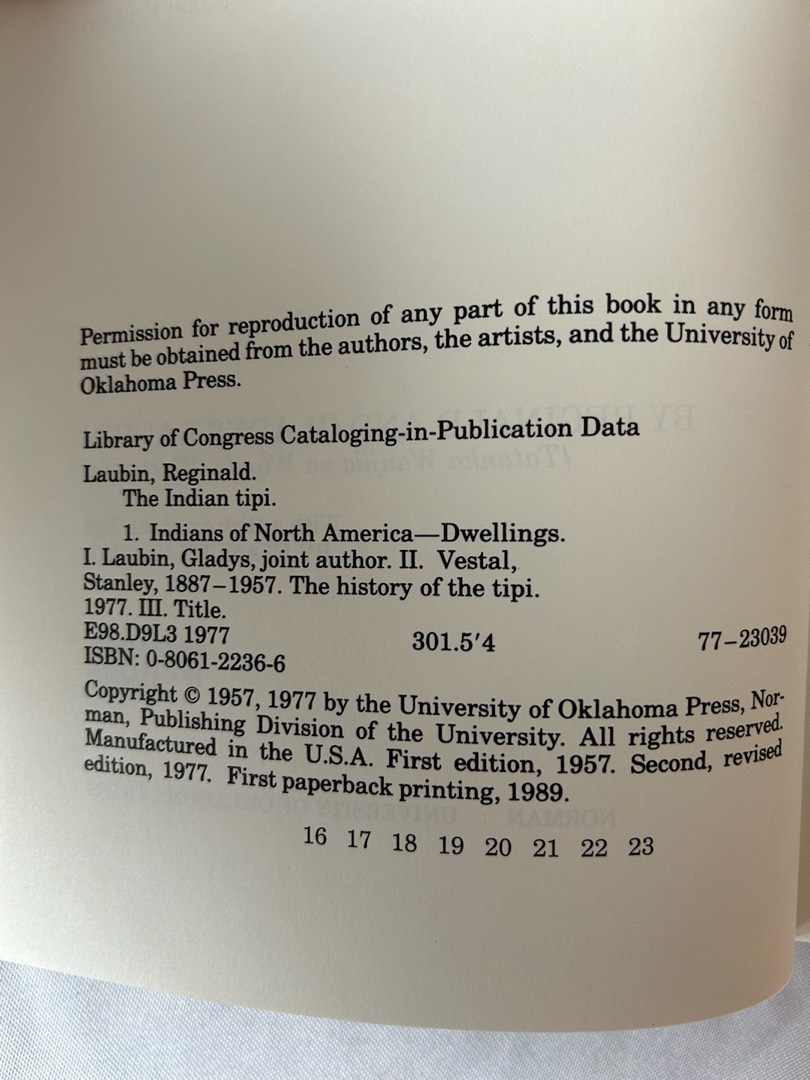 Permission for reproduction of any part of this book in any form
must be obtained from the authors, the artists, and the University of
Oklahoma Press.
Library of Congress Cataloging-in-Publication Data
Laubin, Reginald.
The Indian tipi.
1. Indians of North America—Dwellings.
I. Laubin, Gladys, joint author. II. Vestal,
Stanley, 1887–1957. The history of the tipi.
1977. III. Title.
E98.D9L3 1977 301.5′4 77–23039
ISBN: 0-8061-2236-6
Copyright © 1957, 1977 by the University of Oklahoma Press, Nor-
man, Publishing Division of the University. All rights reserved.
Manufactured in the U.S.A. First edition, 1957. Second, revised
edition, 1977. First paperback printing, 1989.
16 17 18 19 20 21 22 23